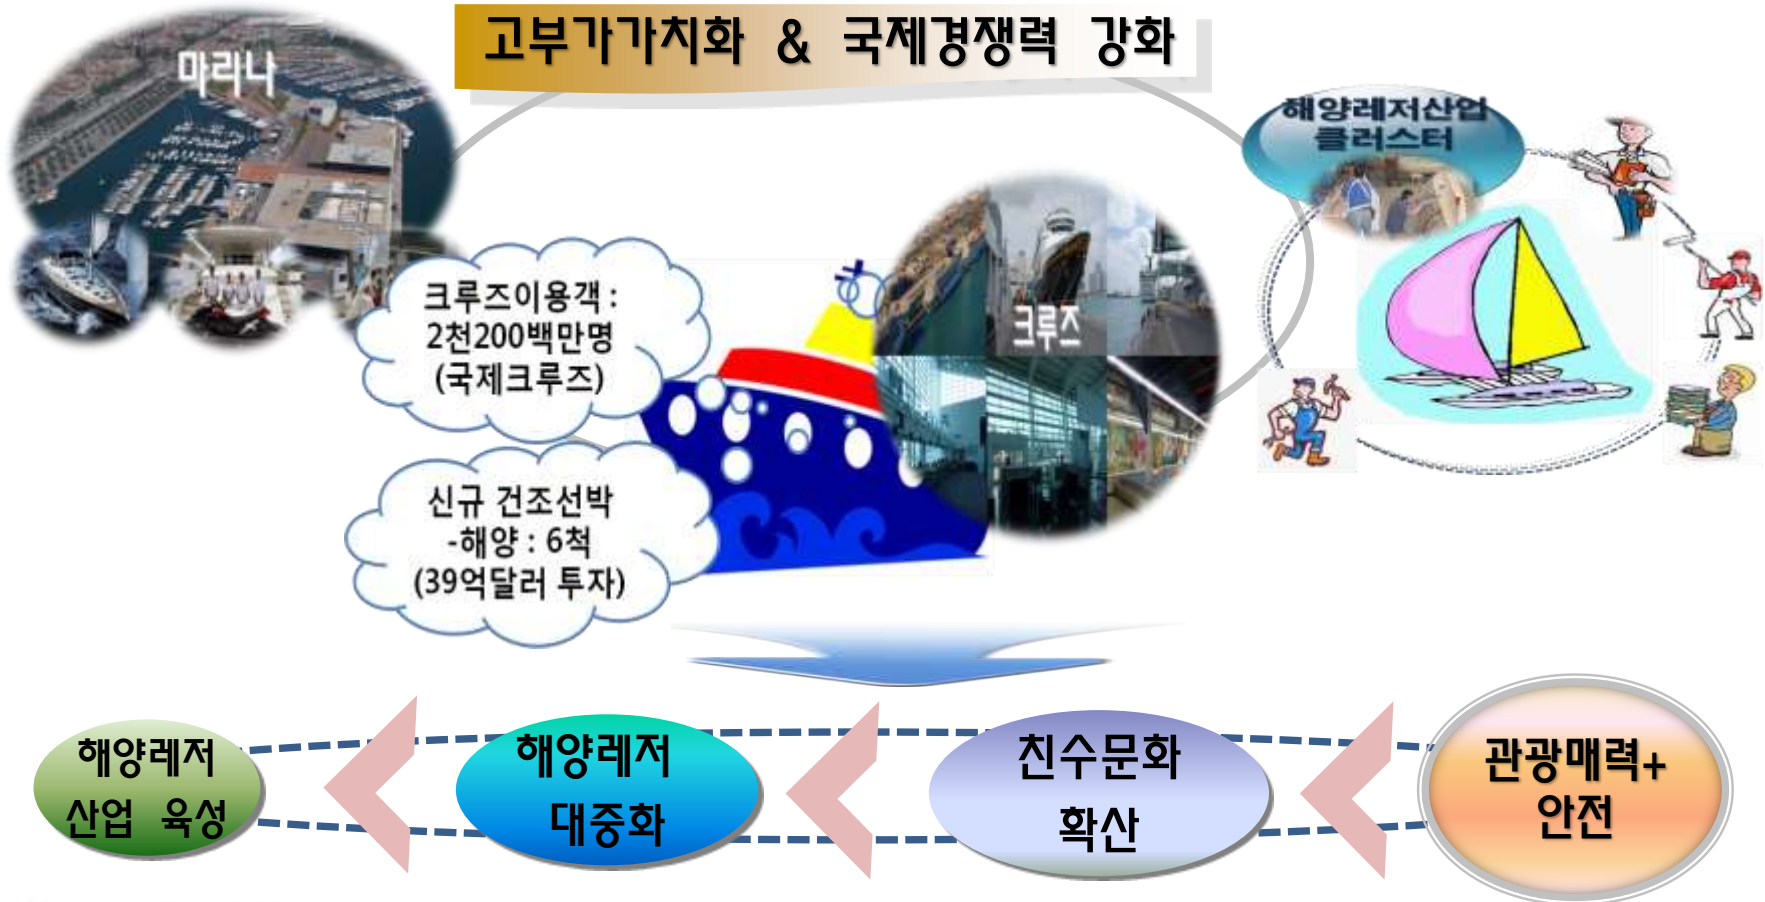 고부가가치화 & 국제경쟁력 강화
마리나
해양레저산업
클러스터
크루즈이용객 :
2천200백만명
(국제크루즈)
크루즈
신규 건조선박
-해양 : 6척
(39억달러 투자)
해양레저
산업 육성
해양레저
대중화
친수문화
확산
관광매력+
안전